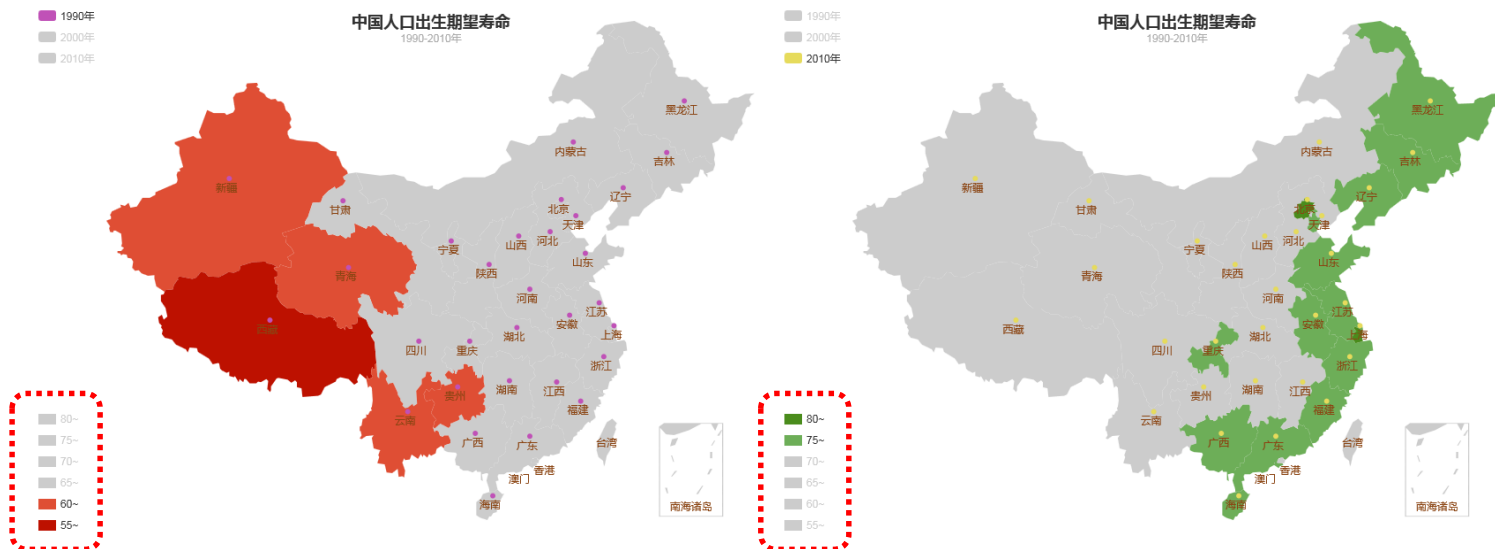 1990年
2000年
2010年
中国人口出生期望寿命
1990-2010年
黑龙江
内蒙古
吉林
新疆
辽宁
甘肃
北京
天津
宁夏
山西
河北
山东
青海
陕西
河南
江苏
安徽
西藏
湖北
上海
四川
重庆
浙江
贵州
湖南
江西
福建
云南
广西
广东
台湾
香港
澳门
海南
南海诸岛
80~
75~
70~
65~
60~
55~
1990年
2000年
2010年
中国人口出生期望寿命
1990-2010年
黑龙江
内蒙古
吉林
新疆
辽宁
甘肃
北京
天津
宁夏
山西
河北
山东
青海
陕西
河南
江苏
安徽
西藏
湖北
上海
四川
重庆
浙江
贵州
湖南
江西
福建
云南
广西
广东
台湾
香港
澳门
海南
南海诸岛
80~
75~
70~
65~
60~
55~